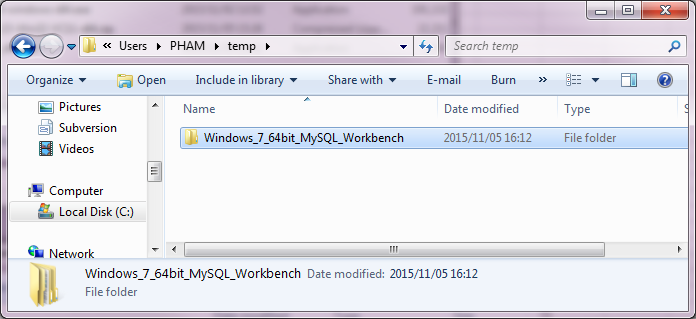 « Users ▸ PHAM ▸ temp ▸
Search temp
Organize Open Include in library Share with E-mail Burn »
Pictures
Subversion
Videos
Computer
Local Disk (C:)
Network
Name Date modified Type S
Windows_7_64bit_MySQL_Workbench 2015/11/05 16:12 File folder
Windows_7_64bit_MySQL_Workbench Date modified: 2015/11/05 16:12
File folder